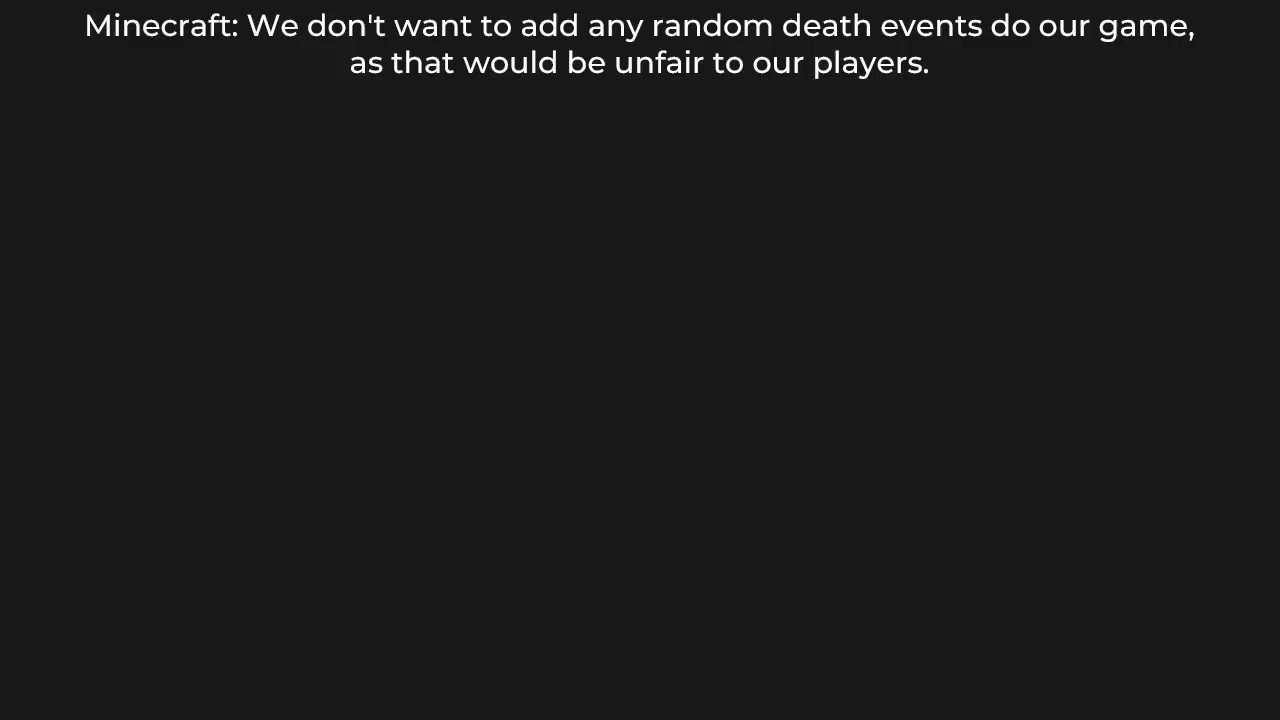 Minecraft: We don't want to add any random death events do our game,
as that would be unfair to our players.